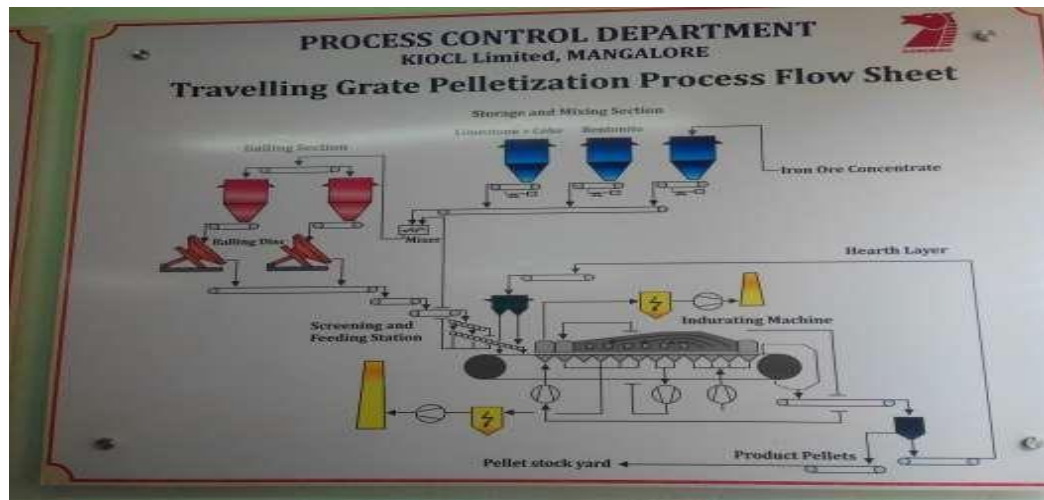 PROCESS CONTROL DEPARTMENT
KIOCL Limited, MANGALORE
Travelling Grate Pelletization Process Flow Sheet
Storage and Mixing Section
Limestone + Coke
Bentonite
Balling Section
Iron Ore Concentrate
Mixer
Balling Disc
Hearth Layer
Screening and
Feeding Station
Indurating Machine
Product Pellets
Pellet stock yard